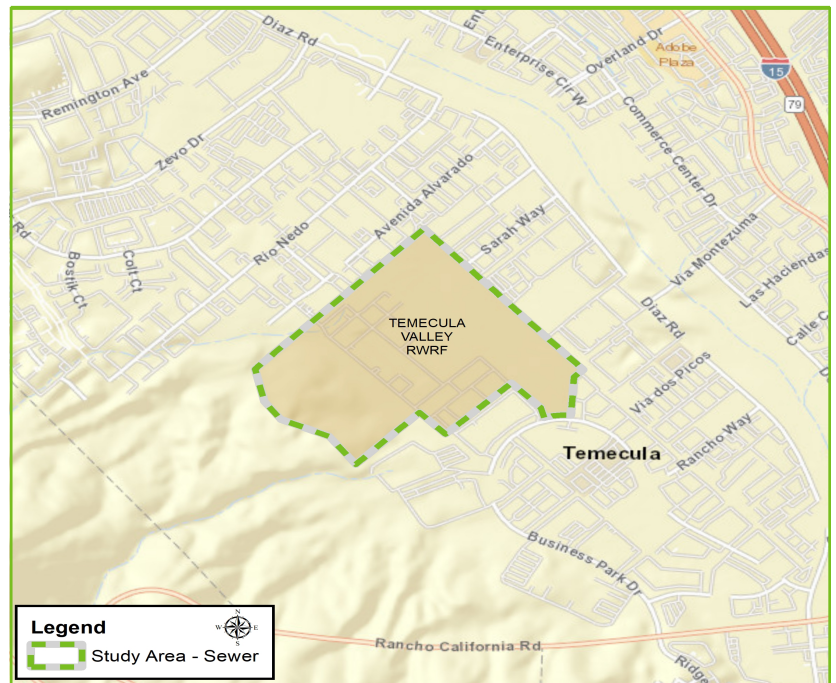 Diaz Rd
Ent
Enterprise Cir W
Overland Dr
Adobe
Plaza
15
79
Remington Ave
Commerce Center Dr
Zevo Dr
Avenida Alvarado
Sarah Way
Rio Nedo
Via Montezuma
Rd
Bostik Ct
Colt Ct
Las Haciendas
Diaz Rd
Calle C
TEMECULA
VALLEY
RWRF
D
Via dos Picos
Rancho Way
Temecula
Business Park Dr
Legend
N
W
E
S
Study Area - Sewer
Rancho California Rd
Ridge